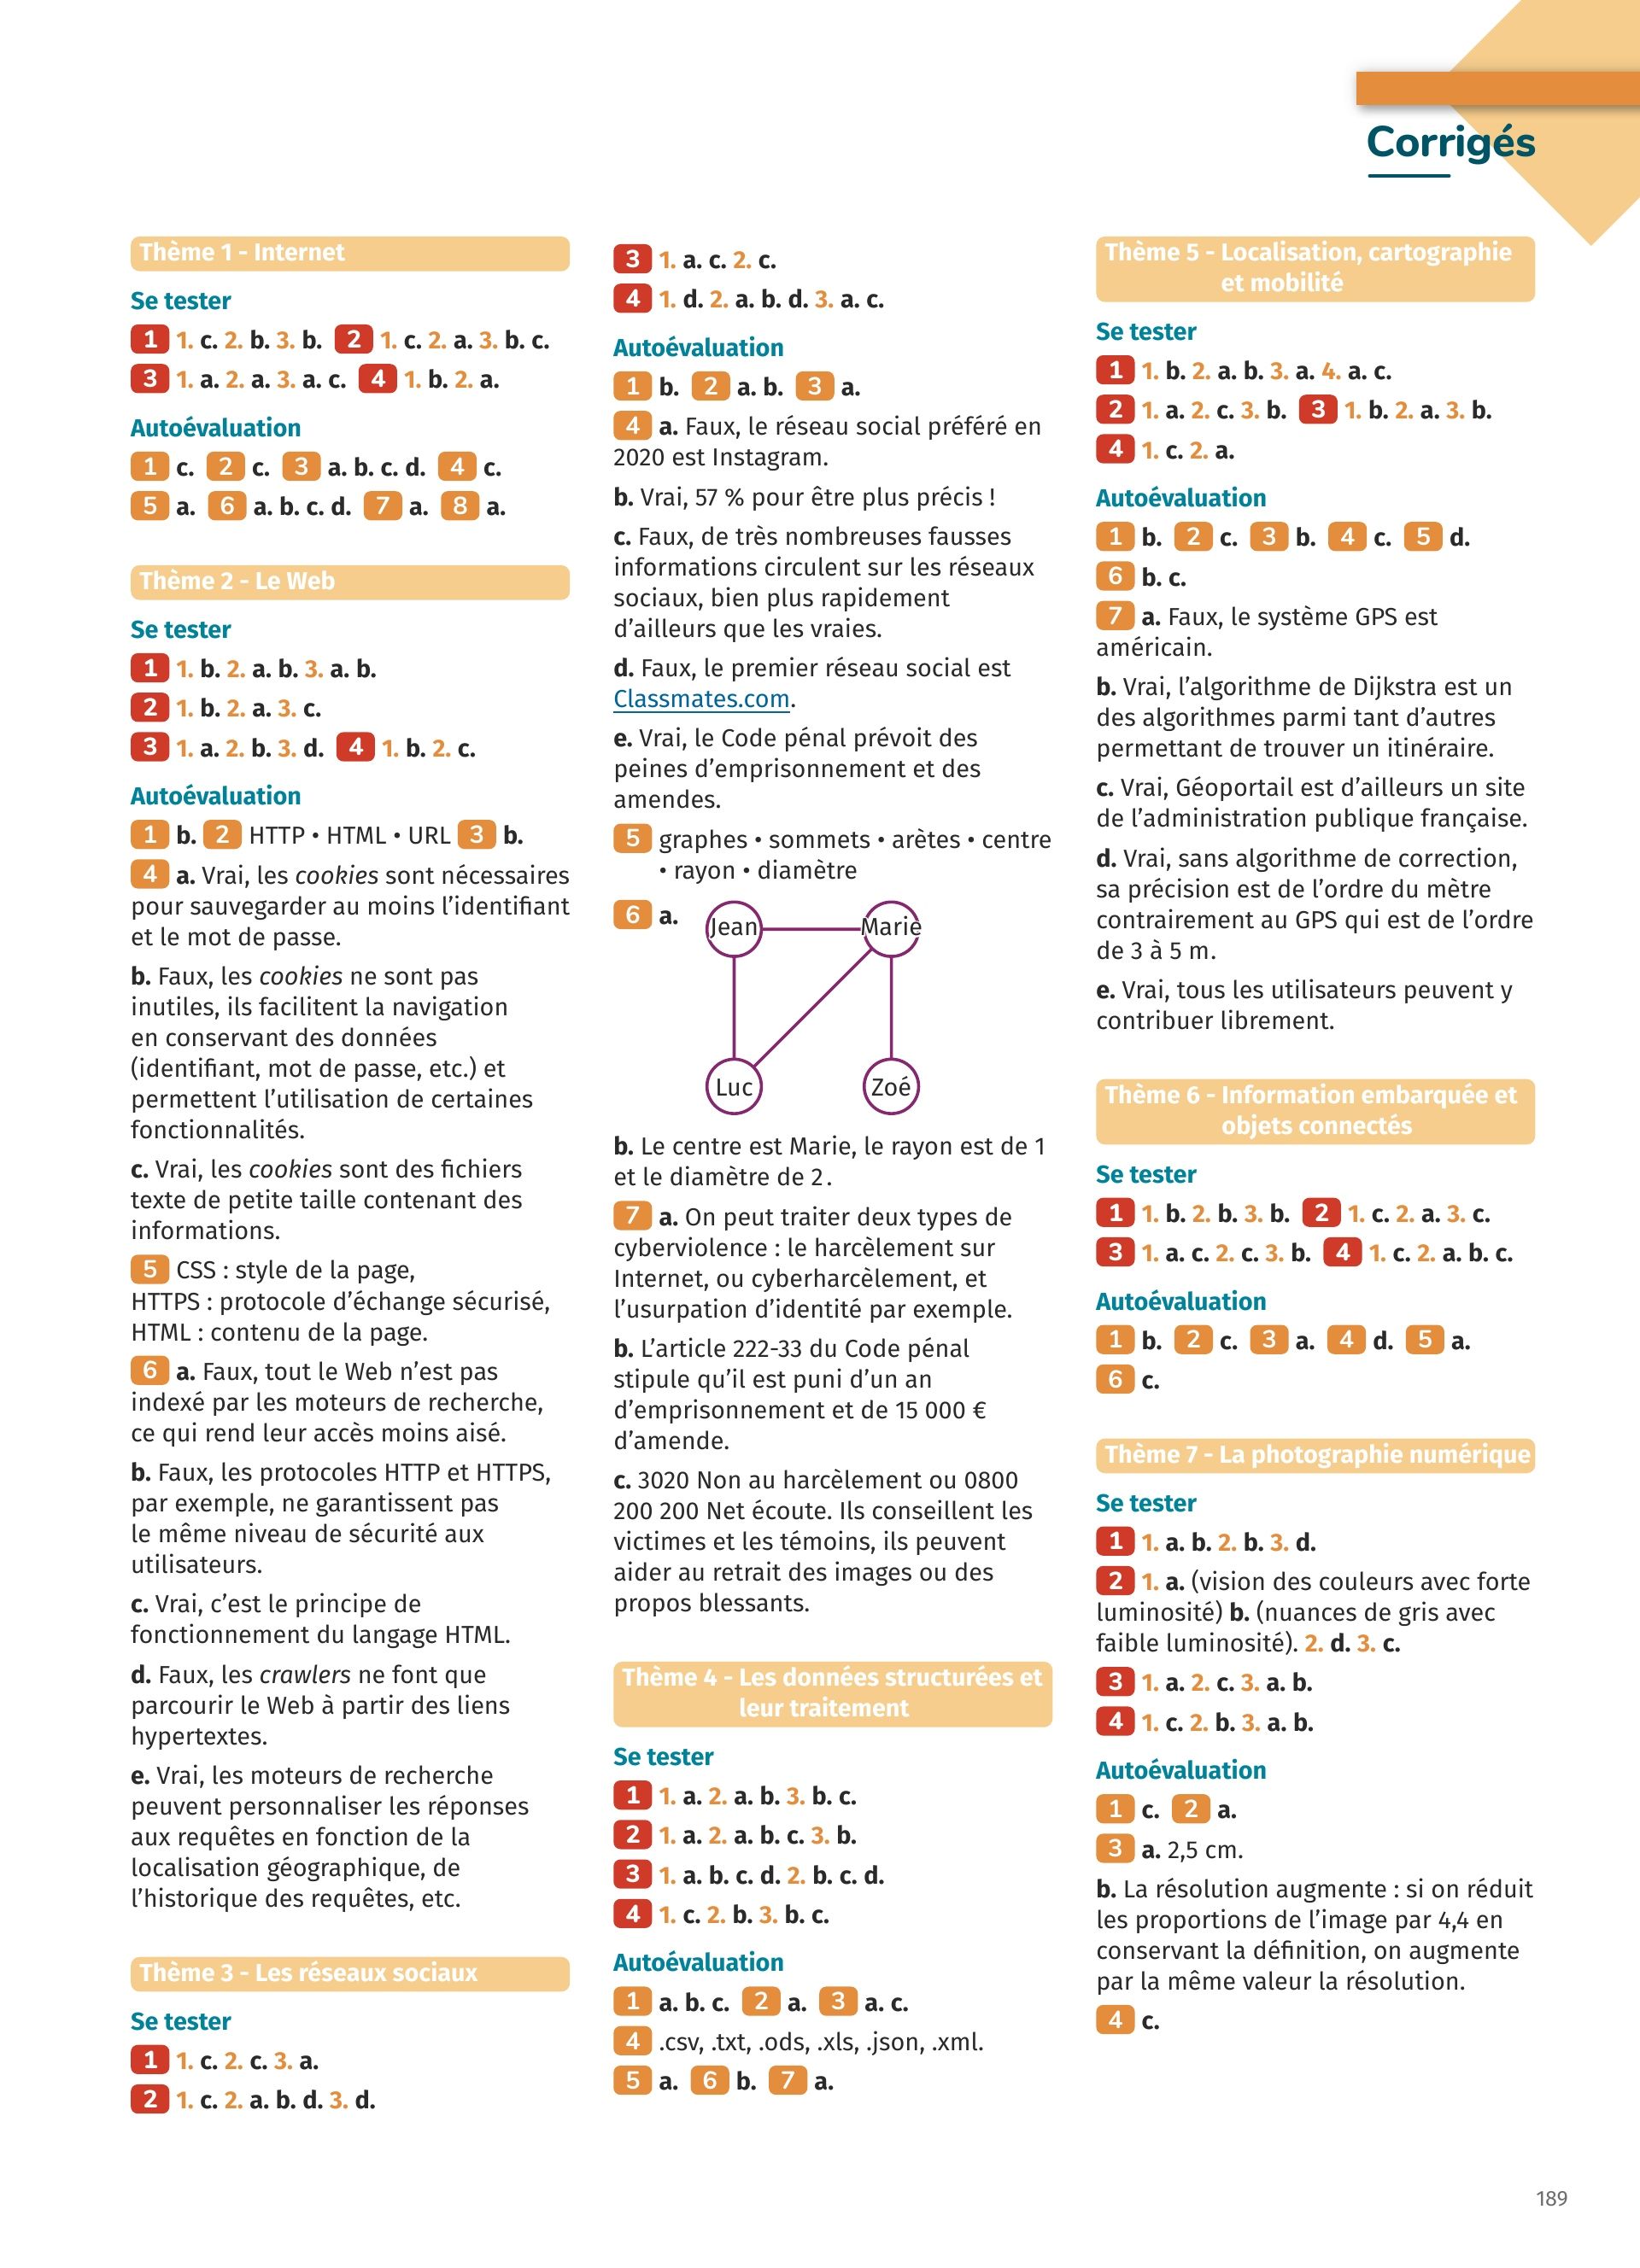 Corrigés
Thème 1 - Internet
Se tester
1 1. c. 2. b. 3. b. 2 1. c. 2. a. 3. b. c.
3 1. a. 2. a. 3. a. c. 4 1. b. 2. a.
Autoévaluation
1 c. 2 c. 3 a. b. c. d. 4 c.
5 a. 6 a. b. c. d. 7 a. 8 a.
Thème 2 - Le Web
Se tester
1 1. b. 2. a. b. 3. a. b.
2 1. b. 2. a. 3. c.
3 1. a. 2. b. 3. d. 4 1. b. 2. c.
Autoévaluation
1 b. 2 HTTP • HTML • URL 3 b.
4 a. Vrai, les cookies sont nécessaires
pour sauvegarder au moins l’identifiant
et le mot de passe.
b. Faux, les cookies ne sont pas
inutiles, ils facilitent la navigation
en conservant des données
(identifiant, mot de passe, etc.) et
permettent l’utilisation de certaines
fonctionnalités.
c. Vrai, les cookies sont des fichiers
texte de petite taille contenant des
informations.
5 CSS : style de la page,
HTTPS : protocole d’échange sécurisé,
HTML : contenu de la page.
6 a. Faux, tout le Web n’est pas
indexé par les moteurs de recherche,
ce qui rend leur accès moins aisé.
b. Faux, les protocoles HTTP et HTTPS,
par exemple, ne garantissent pas
le même niveau de sécurité aux
utilisateurs.
c. Vrai, c’est le principe de
fonctionnement du langage HTML.
d. Faux, les crawlers ne font que
parcourir le Web à partir des liens
hypertextes.
e. Vrai, les moteurs de recherche
peuvent personnaliser les réponses
aux requêtes en fonction de la
localisation géographique, de
l’historique des requêtes, etc.
Thème 3 - Les réseaux sociaux
Se tester
1 1. c. 2. c. 3. a.
2 1. c. 2. a. b. d. 3. d.
3 1. a. c. 2. c.
4 1. d. 2. a. b. d. 3. a. c.
Autoévaluation
1 b. 2 a. b. 3 a.
4 a. Faux, le réseau social préféré en
2020 est Instagram.
b. Vrai, 57 % pour être plus précis !
c. Faux, de très nombreuses fausses
informations circulent sur les réseaux
sociaux, bien plus rapidement
d’ailleurs que les vraies.
d. Faux, le premier réseau social est
Classmates.com.
e. Vrai, le Code pénal prévoit des
peines d’emprisonnement et des
amendes.
5 graphes • sommets • arètes • centre
• rayon • diamètre
6 a.
Jean Marie
Luc Zoé
b. Le centre est Marie, le rayon est de 1
et le diamètre de 2.
7 a. On peut traiter deux types de
cyberviolence : le harcèlement sur
Internet, ou cyberharcèlement, et
l’usurpation d’identité par exemple.
b. L’article 222-33 du Code pénal
stipule qu’il est puni d’un an
d’emprisonnement et de 15 000 €
d’amende.
c. 3020 Non au harcèlement ou 0800
200 200 Net écoute. Ils conseillent les
victimes et les témoins, ils peuvent
aider au retrait des images ou des
propos blessants.
Thème 4 - Les données structurées et
leur traitement
Se tester
1 1. a. 2. a. b. 3. b. c.
2 1. a. 2. a. b. c. 3. b.
3 1. a. b. c. d. 2. b. c. d.
4 1. c. 2. b. 3. b. c.
Autoévaluation
1 a. b. c. 2 a. 3 a. c.
4 .csv, .txt, .ods, .xls, .json, .xml.
5 a. 6 b. 7 a.
Thème 5 - Localisation, cartographie
et mobilité
Se tester
1 1. b. 2. a. b. 3. a. 4. a. c.
2 1. a. 2. c. 3. b. 3 1. b. 2. a. 3. b.
4 1. c. 2. a.
Autoévaluation
1 b. 2 c. 3 b. 4 c. 5 d.
6 b. c.
7 a. Faux, le système GPS est
américain.
b. Vrai, l’algorithme de Dijkstra est un
des algorithmes parmi tant d’autres
permettant de trouver un itinéraire.
c. Vrai, Géoportail est d’ailleurs un site
de l’administration publique française.
d. Vrai, sans algorithme de correction,
sa précision est de l’ordre du mètre
contrairement au GPS qui est de l’ordre
de 3 à 5 m.
e. Vrai, tous les utilisateurs peuvent y
contribuer librement.
Thème 6 - Information embarquée et
objets connectés
Se tester
1 1. b. 2. b. 3. b. 2 1. c. 2. a. 3. c.
3 1. a. c. 2. c. 3. b. 4 1. c. 2. a. b. c.
Autoévaluation
1 b. 2 c. 3 a. 4 d. 5 a.
6 c.
Thème 7 - La photographie numérique
Se tester
1 1. a. b. 2. b. 3. d.
2 1. a. (vision des couleurs avec forte
luminosité) b. (nuances de gris avec
faible luminosité). 2. d. 3. c.
3 1. a. 2. c. 3. a. b.
4 1. c. 2. b. 3. a. b.
Autoévaluation
1 c. 2 a.
3 a. 2,5 cm.
b. La résolution augmente : si on réduit
les proportions de l’image par 4,4 en
conservant la définition, on augmente
par la même valeur la résolution.
4 c.
189